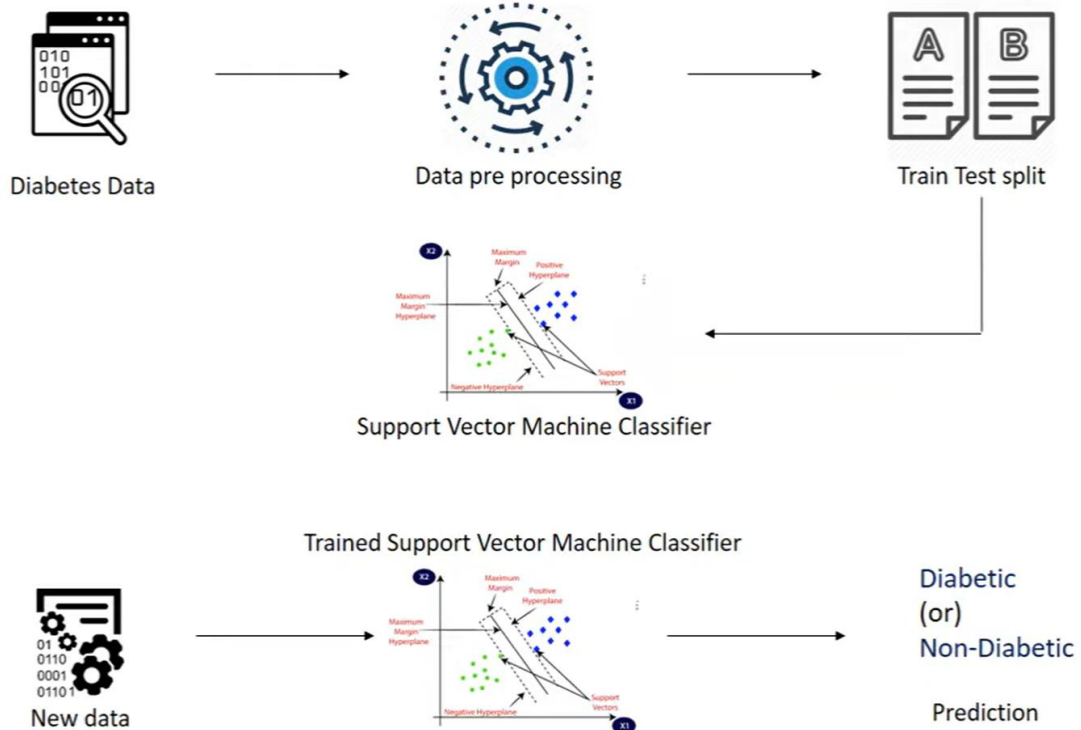 010
101
00
01
A
B
Diabetes Data
Data pre processing
Train Test split
X2
Maximum
Margin
Positive
Hyperplane
Maximum
Margin
Hyperplane
Support
Vectors
Negative Hyperplane
X1
Support Vector Machine Classifier
Trained Support Vector Machine Classifier
X2
Maximum
Margin
Positive
Hyperplane
Maximum
Margin
Hyperplane
Support
Vectors
Negative Hyperplane
X1
01
0110
0001
01101
New data
Diabetic
(or)
Non-Diabetic
Prediction